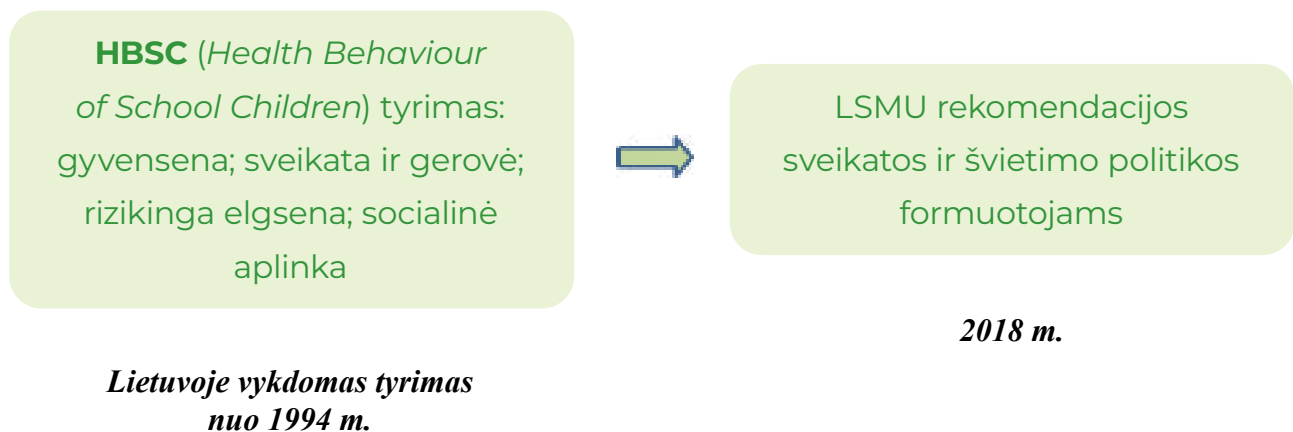 HBSC (Health Behaviour
of School Children) tyrimas:
gyvensena; sveikata ir gerovė;
rizikinga elgsena; socialinė
aplinka
Lietuvoje vykdomas tyrimas
nuo 1994 m.
LSMU rekomendacijos
sveikatos ir švietimo politikos
formuotojams
2018 m.